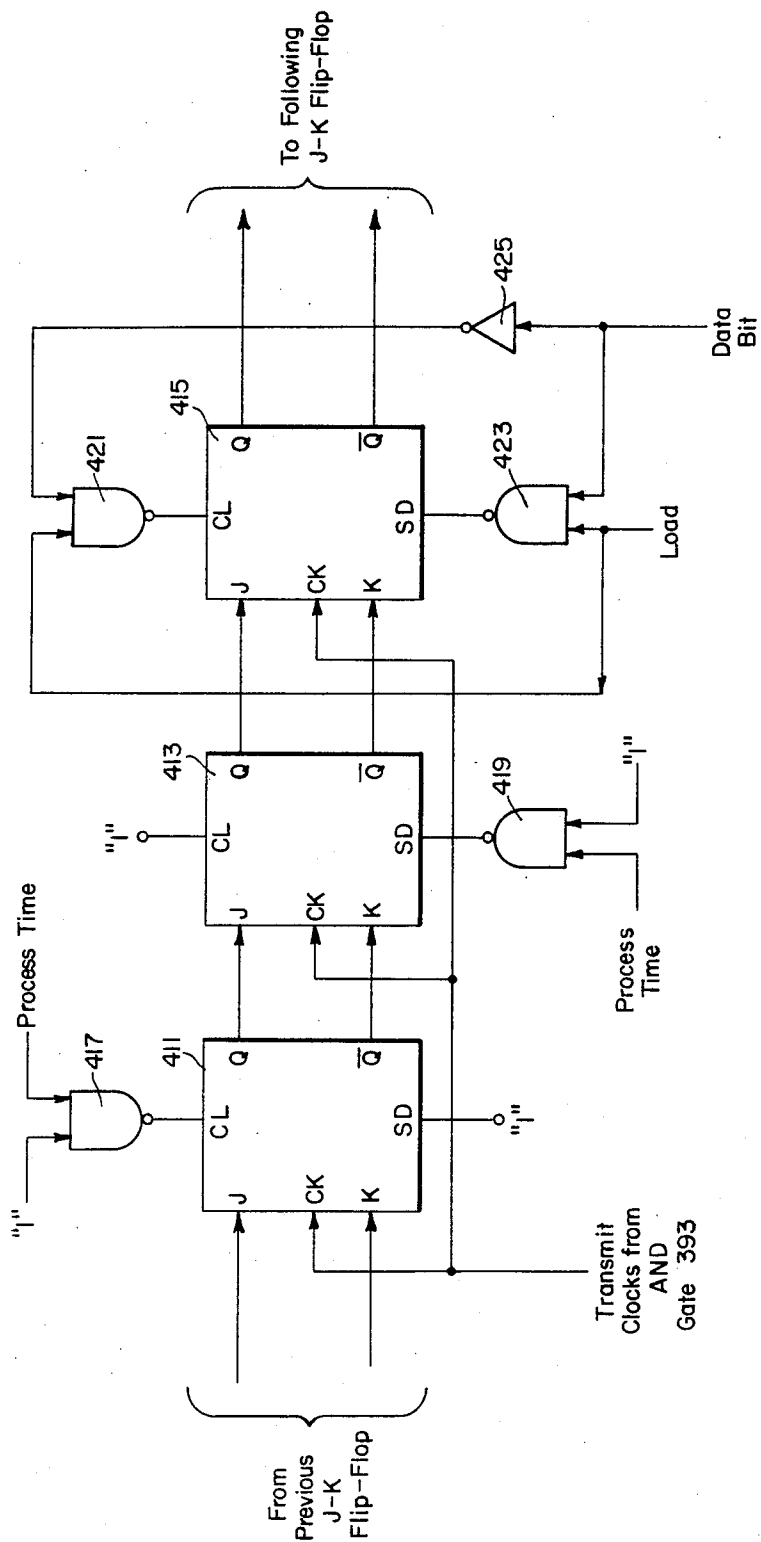 From
Previous
J-K
Flip-Flop
"1"
Process Time
417
411
J
CK
K
CL
SD
Q
Q̅
"1"
Transmit
Clocks from
AND
Gate 393
"1"
413
J
CK
K
CL
SD
Q
Q̅
419
Process
Time
"1"
421
415
J
CK
K
CL
SD
Q
Q̅
423
Load
425
Data
Bit
To Following
J-K Flip-Flop